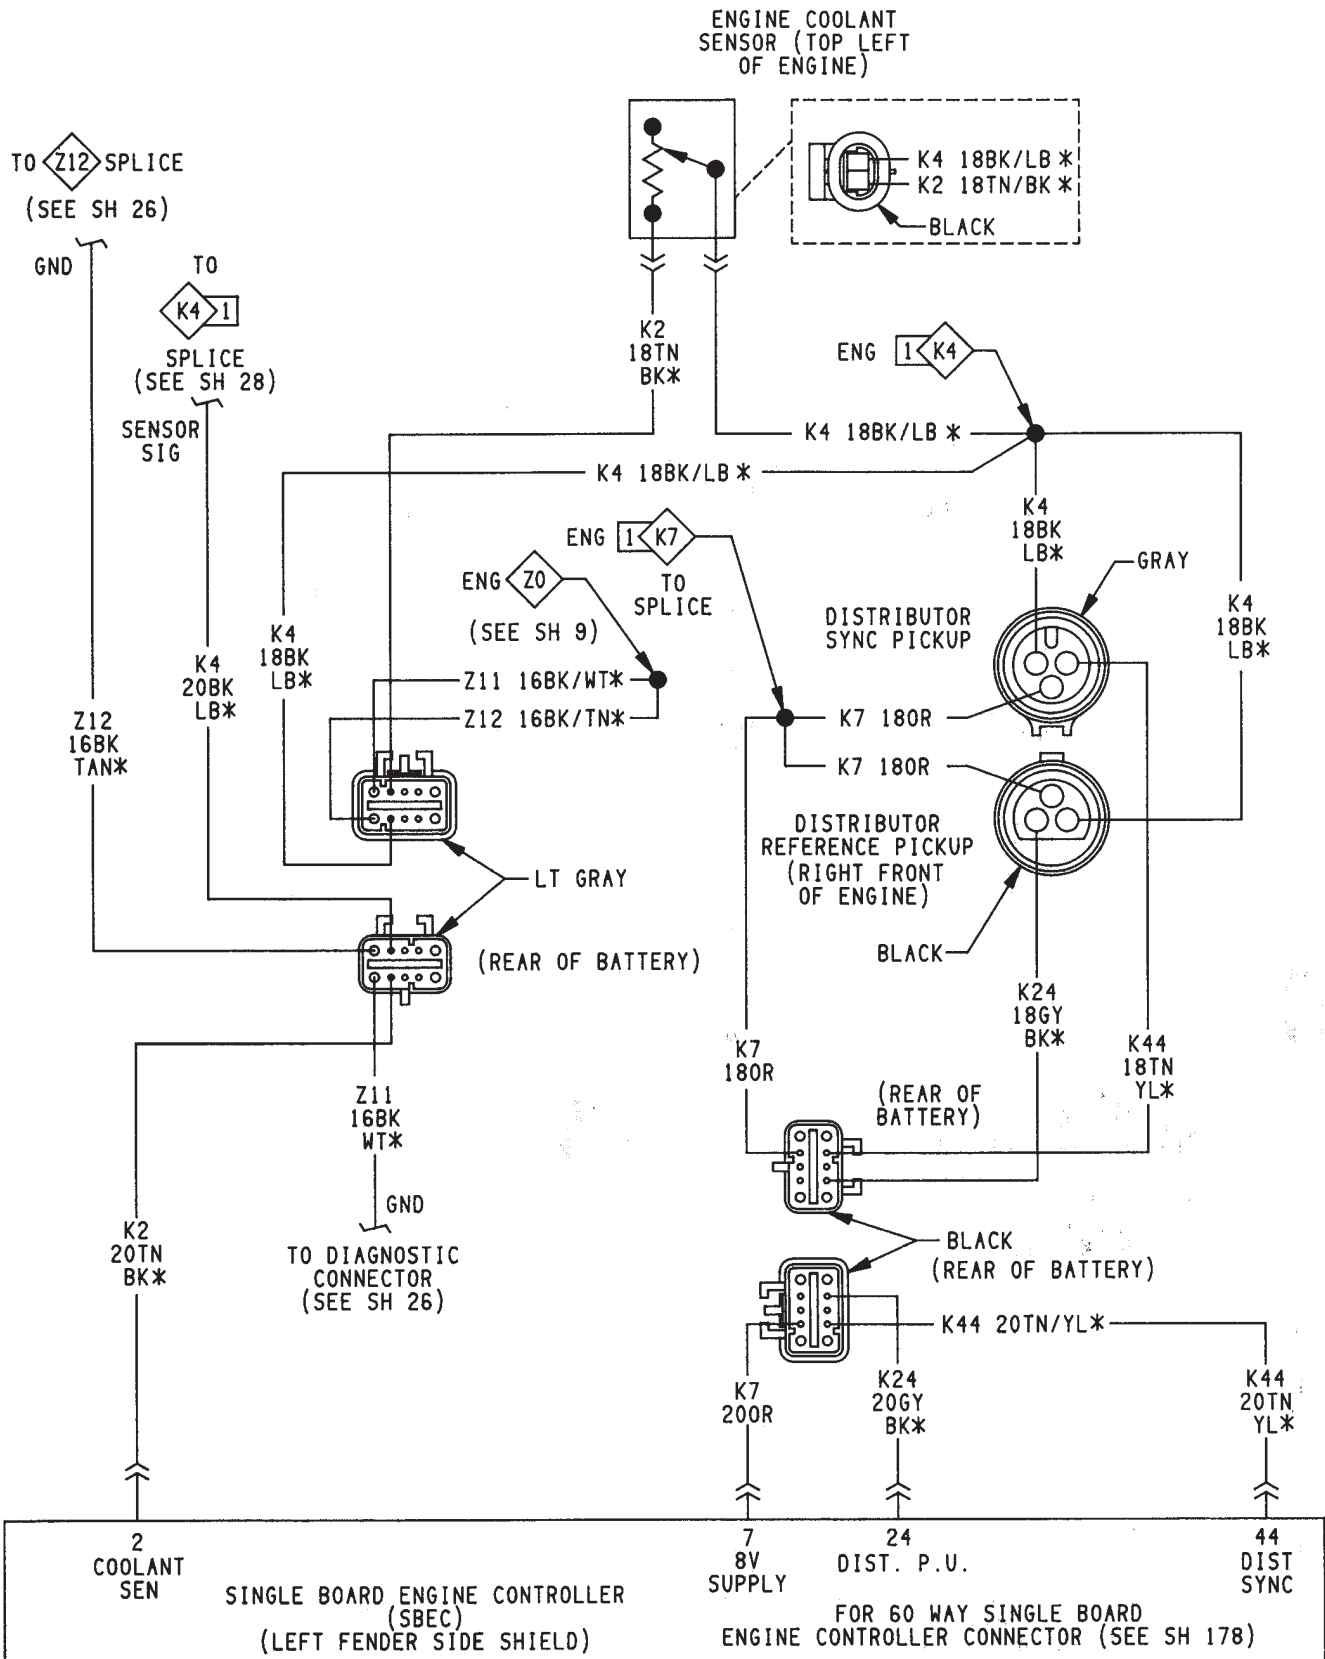 ENGINE COOLANT
SENSOR (TOP LEFT
OF ENGINE)
TO Z12 SPLICE
(SEE SH 26)
GND
TO
K4 1
SPLICE
(SEE SH 28)
SENSOR
SIG
K4 18BK/LB *
K2 18TN/BK *
BLACK
K2
18TN
BK*
ENG 1 K4
K4 18BK/LB *
K4 18BK/LB *
ENG 1 K7
TO
SPLICE
ENG Z0
(SEE SH 9)
K4
18BK
LB*
GRAY
DISTRIBUTOR
SYNC PICKUP
K4
18BK
LB*
K4
18BK
LB*
K4
20BK
LB*
Z12
16BK
TAN*
Z11 16BK/WT*
Z12 16BK/TN*
K7 18OR
K7 18OR
DISTRIBUTOR
REFERENCE PICKUP
(RIGHT FRONT
OF ENGINE)
BLACK
LT GRAY
(REAR OF BATTERY)
K24
18GY
BK*
K7
18OR
K44
18TN
YL*
(REAR OF
BATTERY)
Z11
16BK
WT*
GND
TO DIAGNOSTIC
CONNECTOR
(SEE SH 26)
K2
20TN
BK*
BLACK
(REAR OF BATTERY)
K44 20TN/YL*
K7
20OR
K24
20GY
BK*
K44
20TN
YL*
2
COOLANT
SEN
7
8V
SUPPLY
24
DIST. P.U.
44
DIST
SYNC
SINGLE BOARD ENGINE CONTROLLER
(SBEC)
(LEFT FENDER SIDE SHIELD)
FOR 60 WAY SINGLE BOARD
ENGINE CONTROLLER CONNECTOR (SEE SH 178)